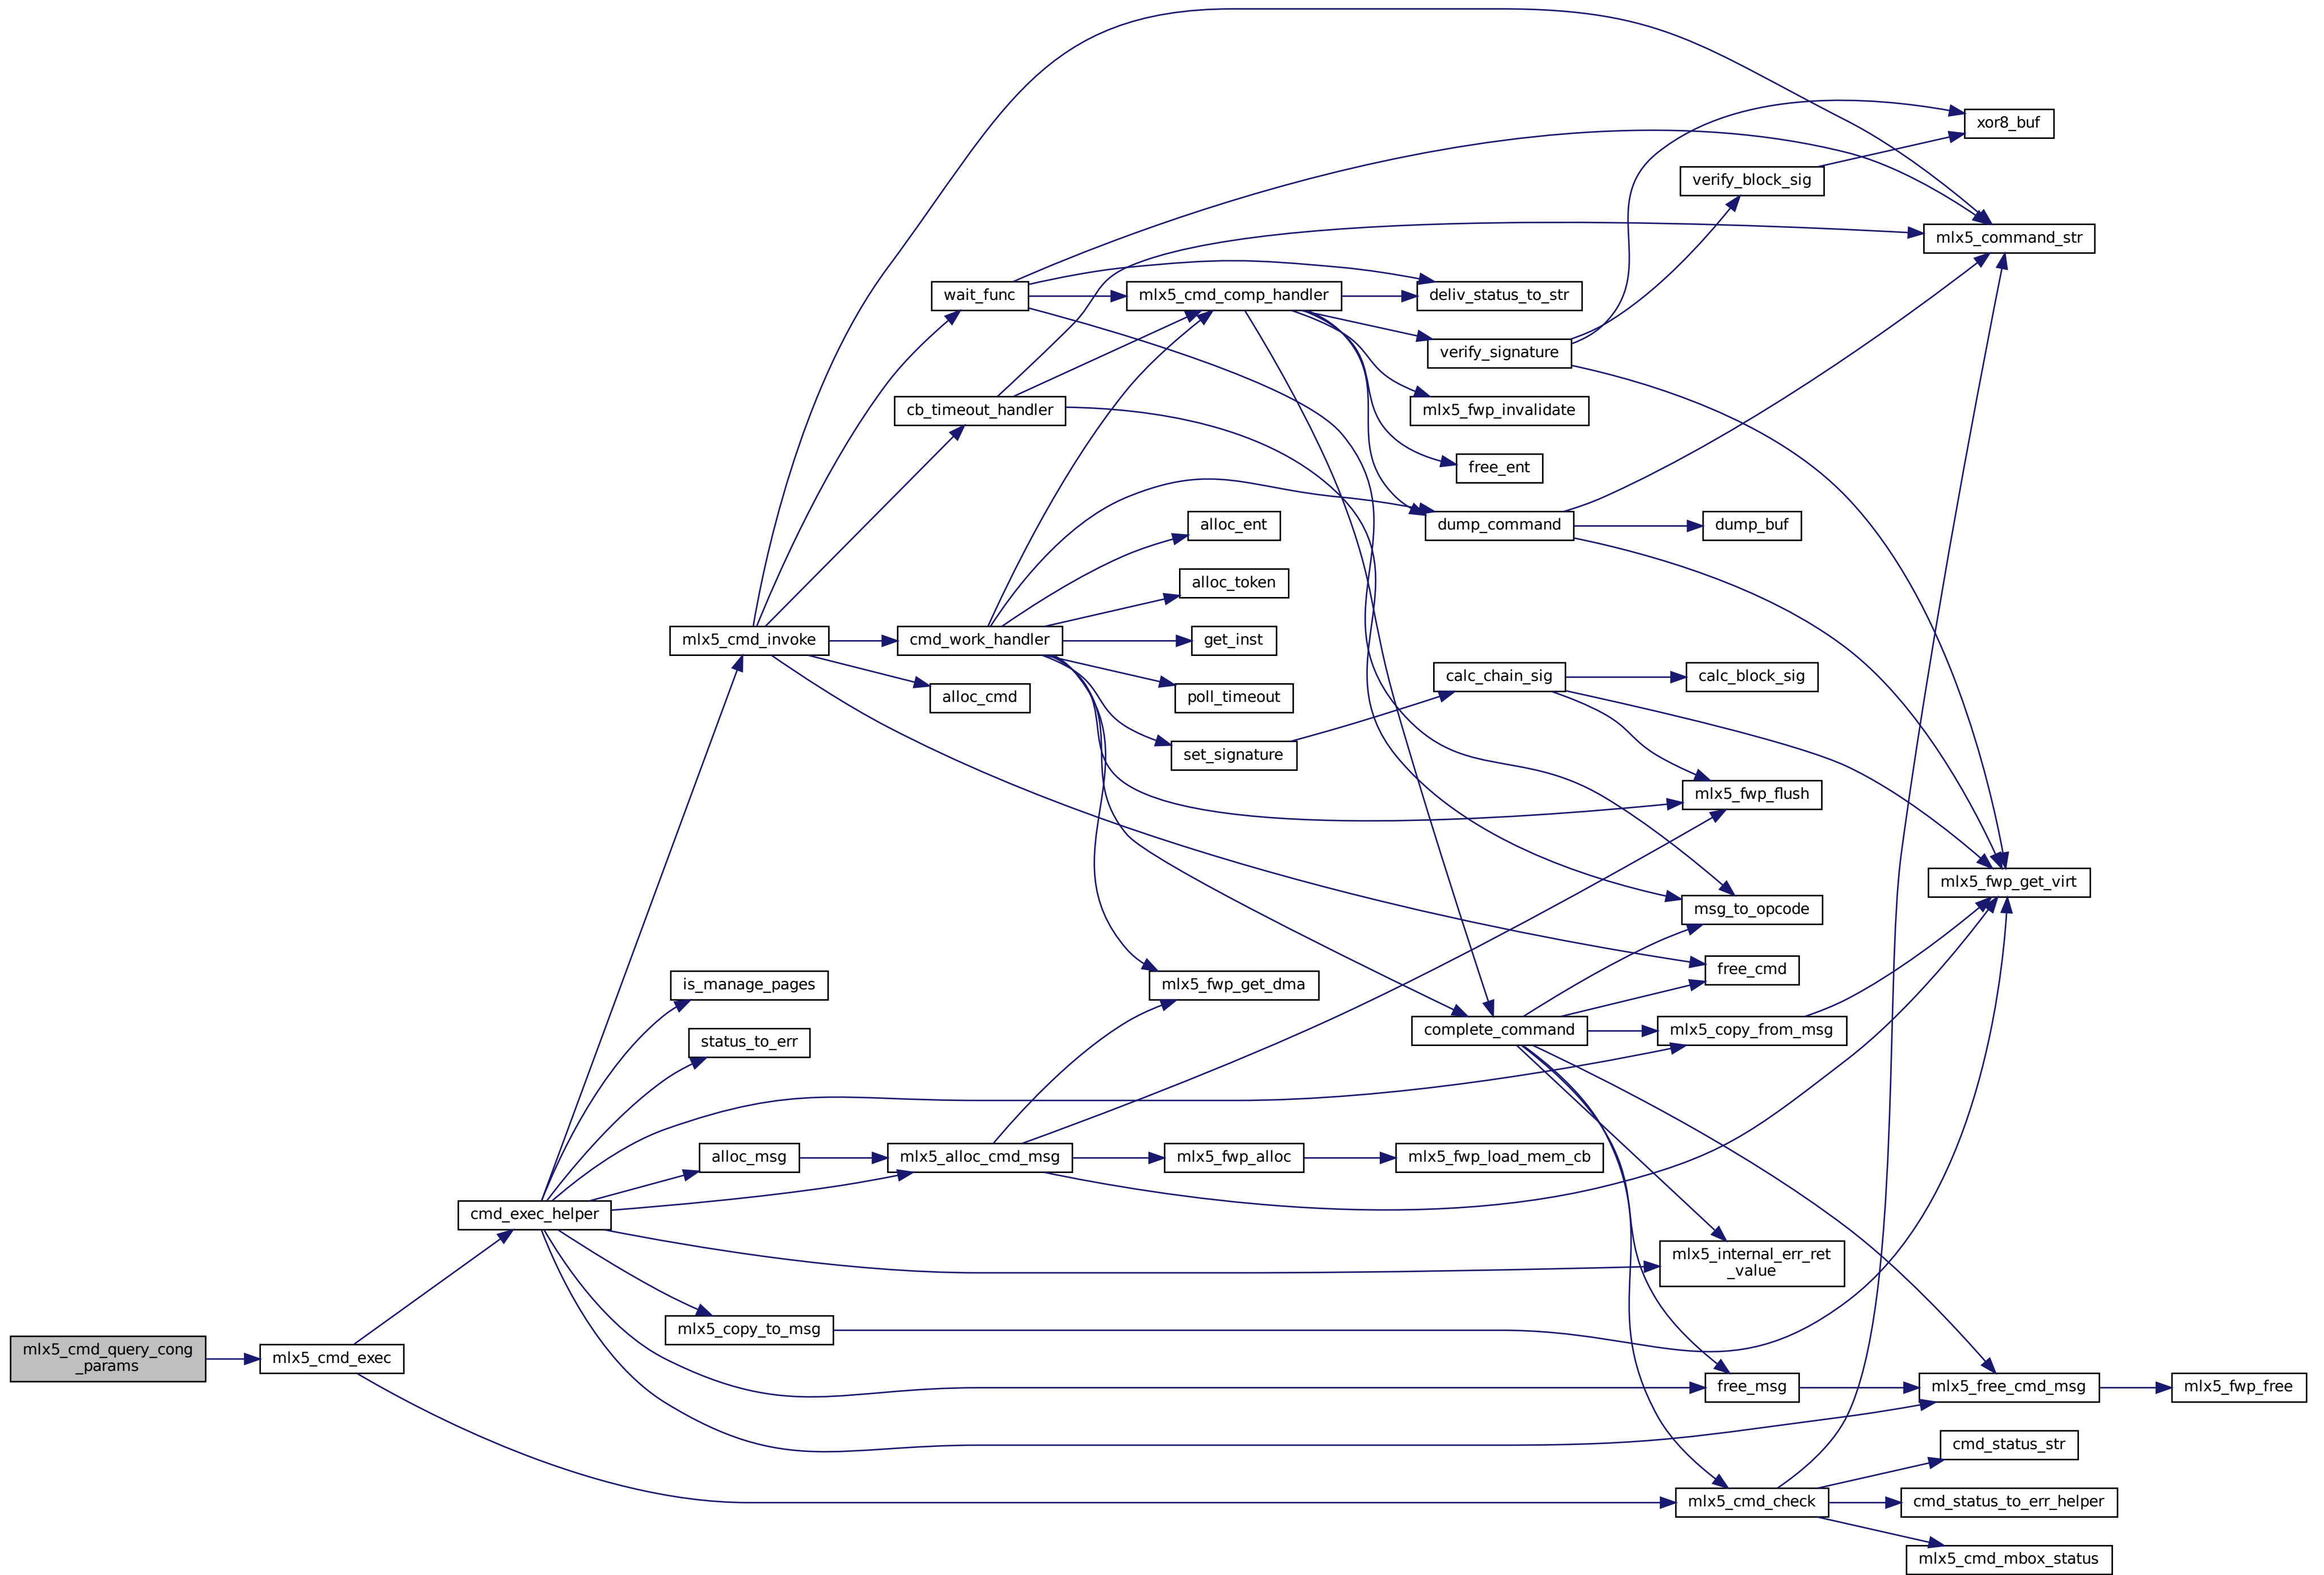 xor8_buf
verify_block_sig
mlx5_command_str
wait_func
mlx5_cmd_comp_handler
deliv_status_to_str
verify_signature
cb_timeout_handler
mlx5_fwp_invalidate
free_ent
alloc_ent
dump_command
dump_buf
alloc_token
mlx5_cmd_invoke
cmd_work_handler
get_inst
calc_chain_sig
calc_block_sig
alloc_cmd
poll_timeout
set_signature
mlx5_fwp_flush
mlx5_fwp_get_virt
msg_to_opcode
free_cmd
is_manage_pages
mlx5_fwp_get_dma
complete_command
mlx5_copy_from_msg
status_to_err
alloc_msg
mlx5_alloc_cmd_msg
mlx5_fwp_alloc
mlx5_fwp_load_mem_cb
cmd_exec_helper
mlx5_internal_err_ret
_value
mlx5_copy_to_msg
mlx5_cmd_query_cong
_params
mlx5_cmd_exec
free_msg
mlx5_free_cmd_msg
mlx5_fwp_free
cmd_status_str
mlx5_cmd_check
cmd_status_to_err_helper
mlx5_cmd_mbox_status